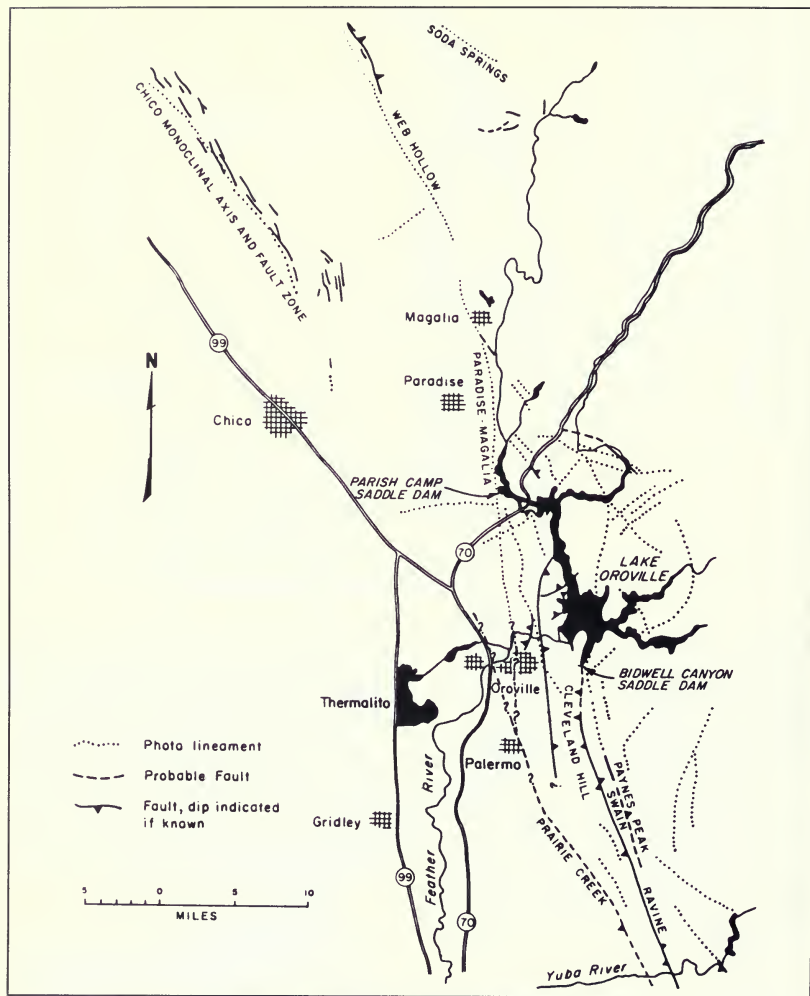 SODA SPRINGS
CHICO MONOCLINAL AXIS AND FAULT ZONE
WEB HOLLOW
99
N
Magalia
Paradise
PARADISE - MAGALIA
Chico
PARISH CAMP
SADDLE DAM
70
LAKE
OROVILLE
?
?
?
?
?
?
Oroville
BIDWELL CANYON
SADDLE DAM
Thermalito
CLEVELAND HILL
Palermo
PAYNES PEAK
SWAIN RAVINE
PRAIRIE CREEK
Feather River
Gridley
Photo lineament
Probable Fault
Fault, dip indicated
if known
5 0 5 10
MILES
99
70
Yuba River